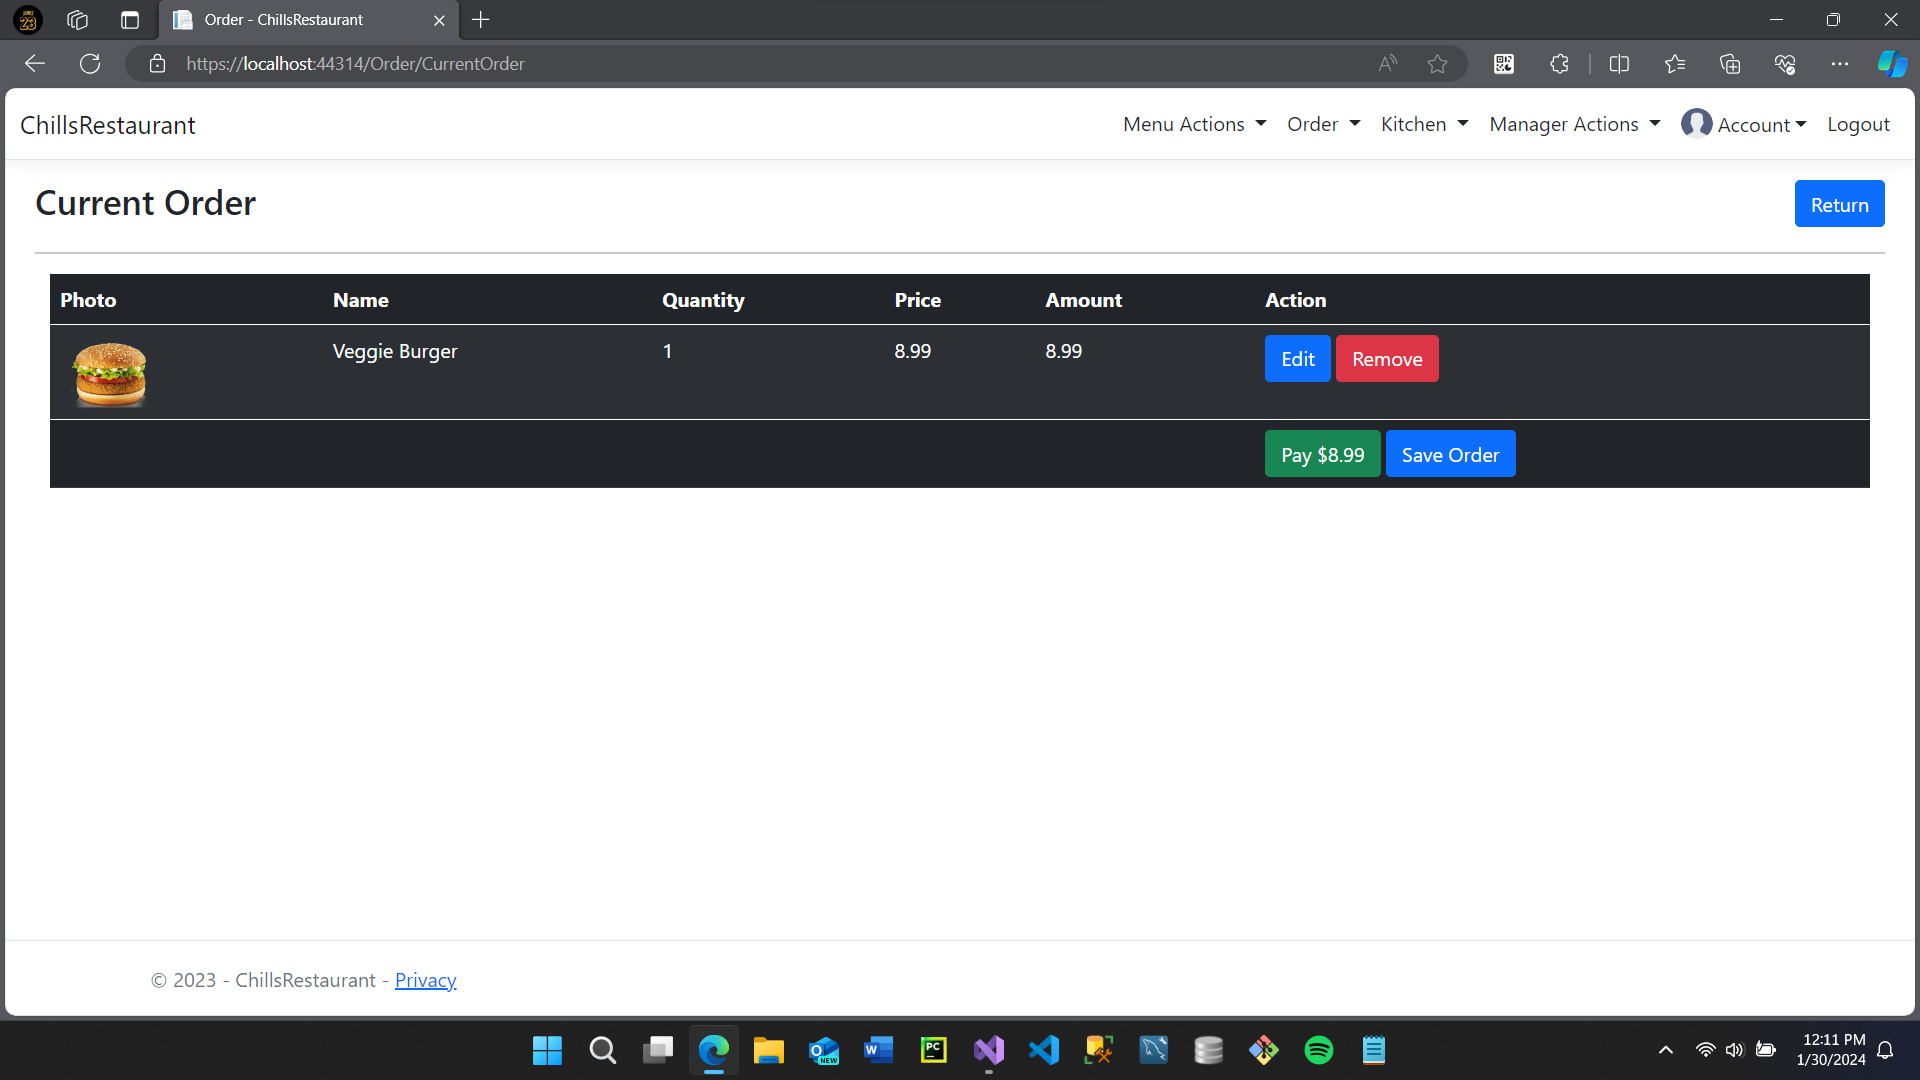 Order - ChillsRestaurant
https://localhost:44314/Order/CurrentOrder
ChillsRestaurant
Menu Actions Order Kitchen Manager Actions Account Logout
Current Order
Return
Photo Name Quantity Price Amount Action
Veggie Burger 1 8.99 8.99 Edit Remove
Pay $8.99 Save Order
© 2023 - ChillsRestaurant - Privacy
12:11 PM
1/30/2024